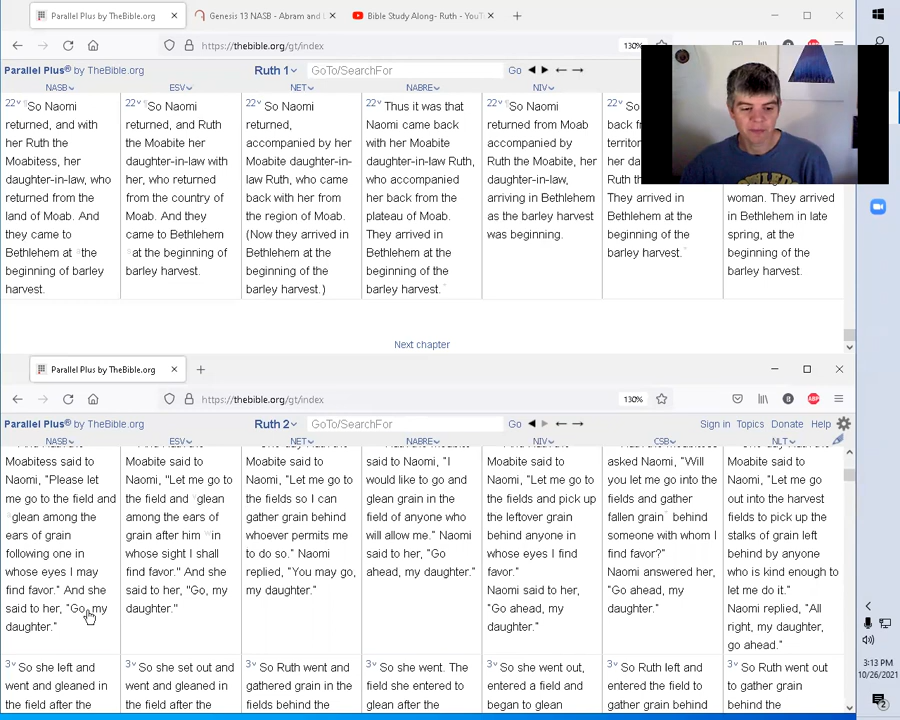 Parallel Plus by TheBible.org
Genesis 13 NASB - Abram and L
Bible Study Along- Ruth - YouT
https://thebible.org/gt/index
130%
Parallel Plus® by TheBible.org
Ruth 1
GoTo/SearchFor
Go
NASB
ESV
NET
NABRE
NIV
22v So Naomi
returned, and with
her Ruth the
Moabitess, her
daughter-in-law, who
returned from the
land of Moab. And
they came to
Bethlehem at the
beginning of barley
harvest.
22v So Naomi
returned, and Ruth
the Moabite her
daughter-in-law with
her, who returned
from the country of
Moab. And they
came to Bethlehem
at the beginning of
barley harvest.
22v So Naomi
returned,
accompanied by her
Moabite daughter-in-
law Ruth, who came
back with her from
the region of Moab.
(Now they arrived in
Bethlehem at the
beginning of the
barley harvest.)
22v Thus it was that
Naomi came back
with her Moabite
daughter-in-law Ruth,
who accompanied
her back from the
plateau of Moab.
They arrived in
Bethlehem at the
beginning of the
barley harvest.
22v So Naomi
returned from Moab
accompanied by
Ruth the Moabite,
her daughter-in-law,
arriving in Bethlehem
as the barley harvest
was beginning.
22v So
back f
territor
her da
Ruth t
They arrived in
Bethlehem at the
beginning of the
barley harvest.
woman. They arrived
in Bethlehem in late
spring, at the
beginning of the
barley harvest.
Next chapter
Parallel Plus by TheBible.org
https://thebible.org/gt/index
130%
Parallel Plus® by TheBible.org
Ruth 2
GoTo/SearchFor
Go
Sign in
Topics
Donate
Help
NASB
ESV
NET
NABRE
NIV
CSB
NLT
Moabitess said to
Naomi, "Please let
me go to the field and
glean among the
ears of grain
following one in
whose eyes I may
find favor." And she
said to her, "Go, my
daughter."
Moabite said to
Naomi, "Let me go to
the field and glean
among the ears of
grain after him in
whose sight I shall
find favor." And she
said to her, "Go, my
daughter."
Moabite said to
Naomi, "Let me go to
the fields so I can
gather grain behind
whoever permits me
to do so." Naomi
replied, "You may go,
my daughter."
said to Naomi, "I
would like to go and
glean grain in the
field of anyone who
will allow me." Naomi
said to her, "Go
ahead, my daughter."
Moabite said to
Naomi, "Let me go to
the fields and pick up
the leftover grain
behind anyone in
whose eyes I find
favor."
Naomi said to her,
"Go ahead, my
daughter."
asked Naomi, "Will
you let me go into the
fields and gather
fallen grain behind
someone with whom I
find favor?"
Naomi answered her,
"Go ahead, my
daughter."
Moabite said to
Naomi, "Let me go
out into the harvest
fields to pick up the
stalks of grain left
behind by anyone
who is kind enough to
let me do it."
Naomi replied, "All
right, my daughter,
go ahead."
3v So she left and
went and gleaned in
the field after the
3v So she set out and
went and gleaned in
the field after the
3v So Ruth went and
gathered grain in the
fields behind the
3v So she went. The
field she entered to
glean after the
3v So she went out,
entered a field and
began to glean
3v So Ruth left and
entered the field to
gather grain behind
3v So Ruth went out
to gather grain
behind the
3:13 PM
10/26/2021
2